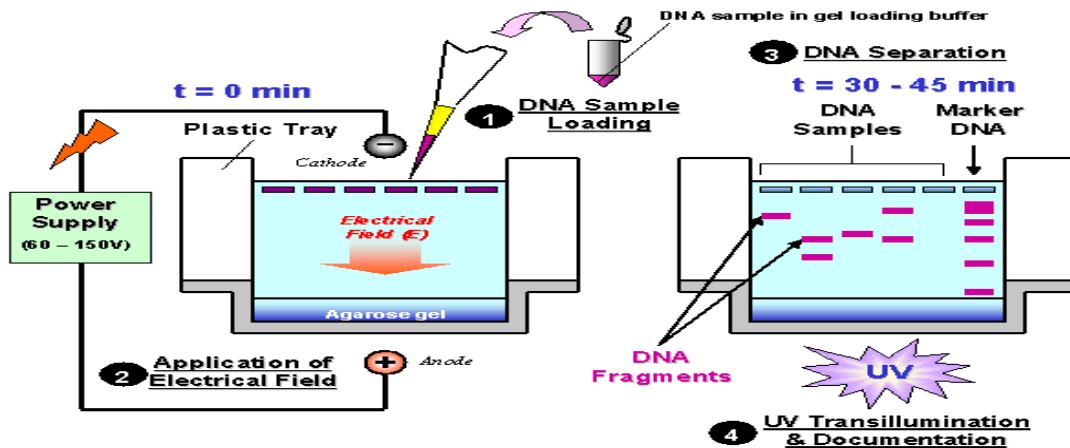 DNA sample in gel loading buffer
t = 0 min
1
DNA Sample
Loading
Plastic Tray
Cathode
−
Power
Supply
(60 – 150V)
Electrical
Field (E)
Agarose gel
2
Application of
Electrical Field
+
Anode
3
DNA Separation
t = 30 - 45 min
DNA
Samples
Marker
DNA
DNA
Fragments
UV
4
UV Transillumination
& Documentation